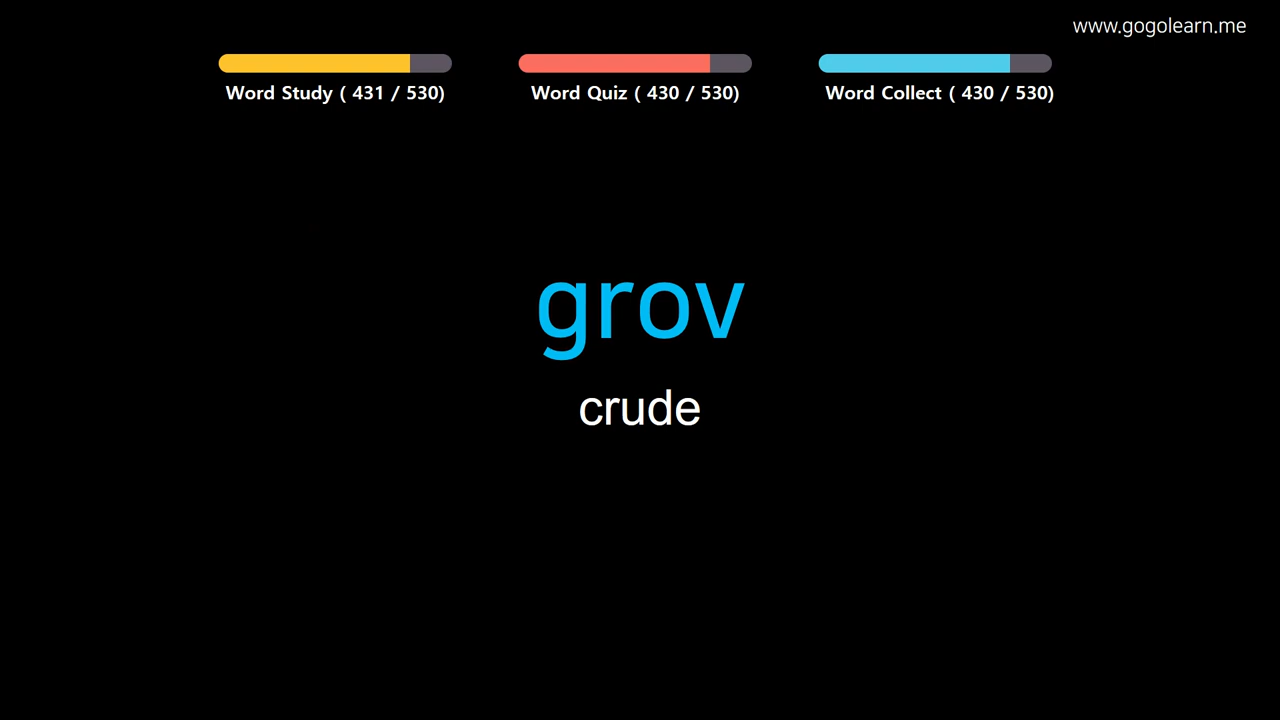 www.gogolearn.me
Word Study ( 431 / 530)
Word Quiz ( 430 / 530)
Word Collect ( 430 / 530)
grov
crude